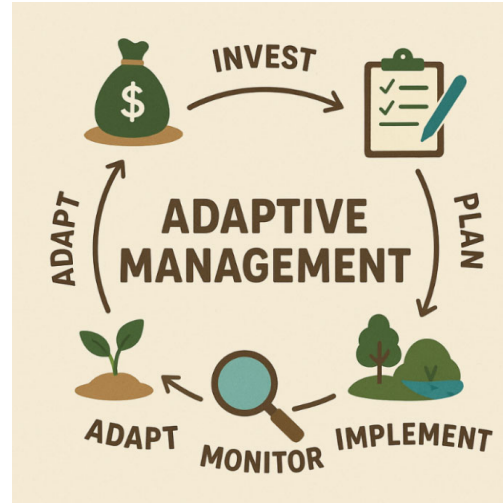 INVEST
$
PLAN
ADAPTIVE
MANAGEMENT
ADAPT
IMPLEMENT
MONITOR
ADAPT